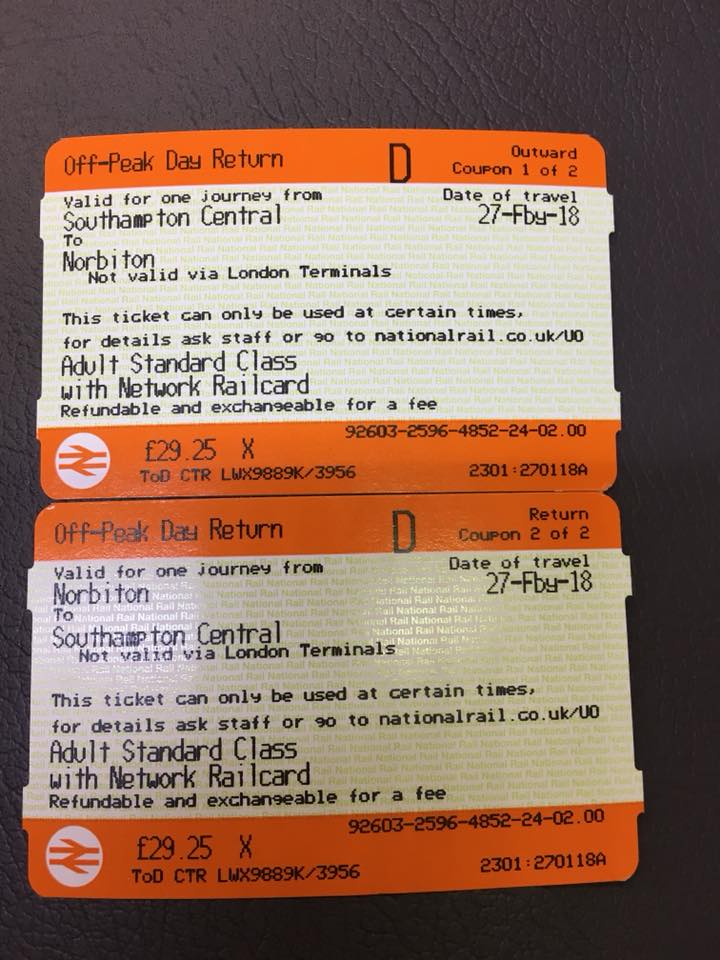 Off-Peak Day Return D Outward
Coupon 1 of 2
Valid for one journey from Date of travel
Southampton Central 27-Fby-18
To
Norbiton
Not valid via London Terminals
This ticket can only be used at certain times,
for details ask staff or go to nationalrail.co.uk/UO
Adult Standard Class
with Network Railcard
Refundable and exchangeable for a fee
92603-2596-4852-24-02.00
£29.25 X
ToD CTR LWX9889K/3956 2301:270118A
Off-Peak Day Return D Return
Coupon 2 of 2
Valid for one journey from Date of travel
Norbiton 27-Fby-18
To
Southampton Central
Not valid via London Terminals
This ticket can only be used at certain times,
for details ask staff or go to nationalrail.co.uk/UO
Adult Standard Class
with Network Railcard
Refundable and exchangeable for a fee
92603-2596-4852-24-02.00
£29.25 X
ToD CTR LWX9889K/3956 2301:270118A